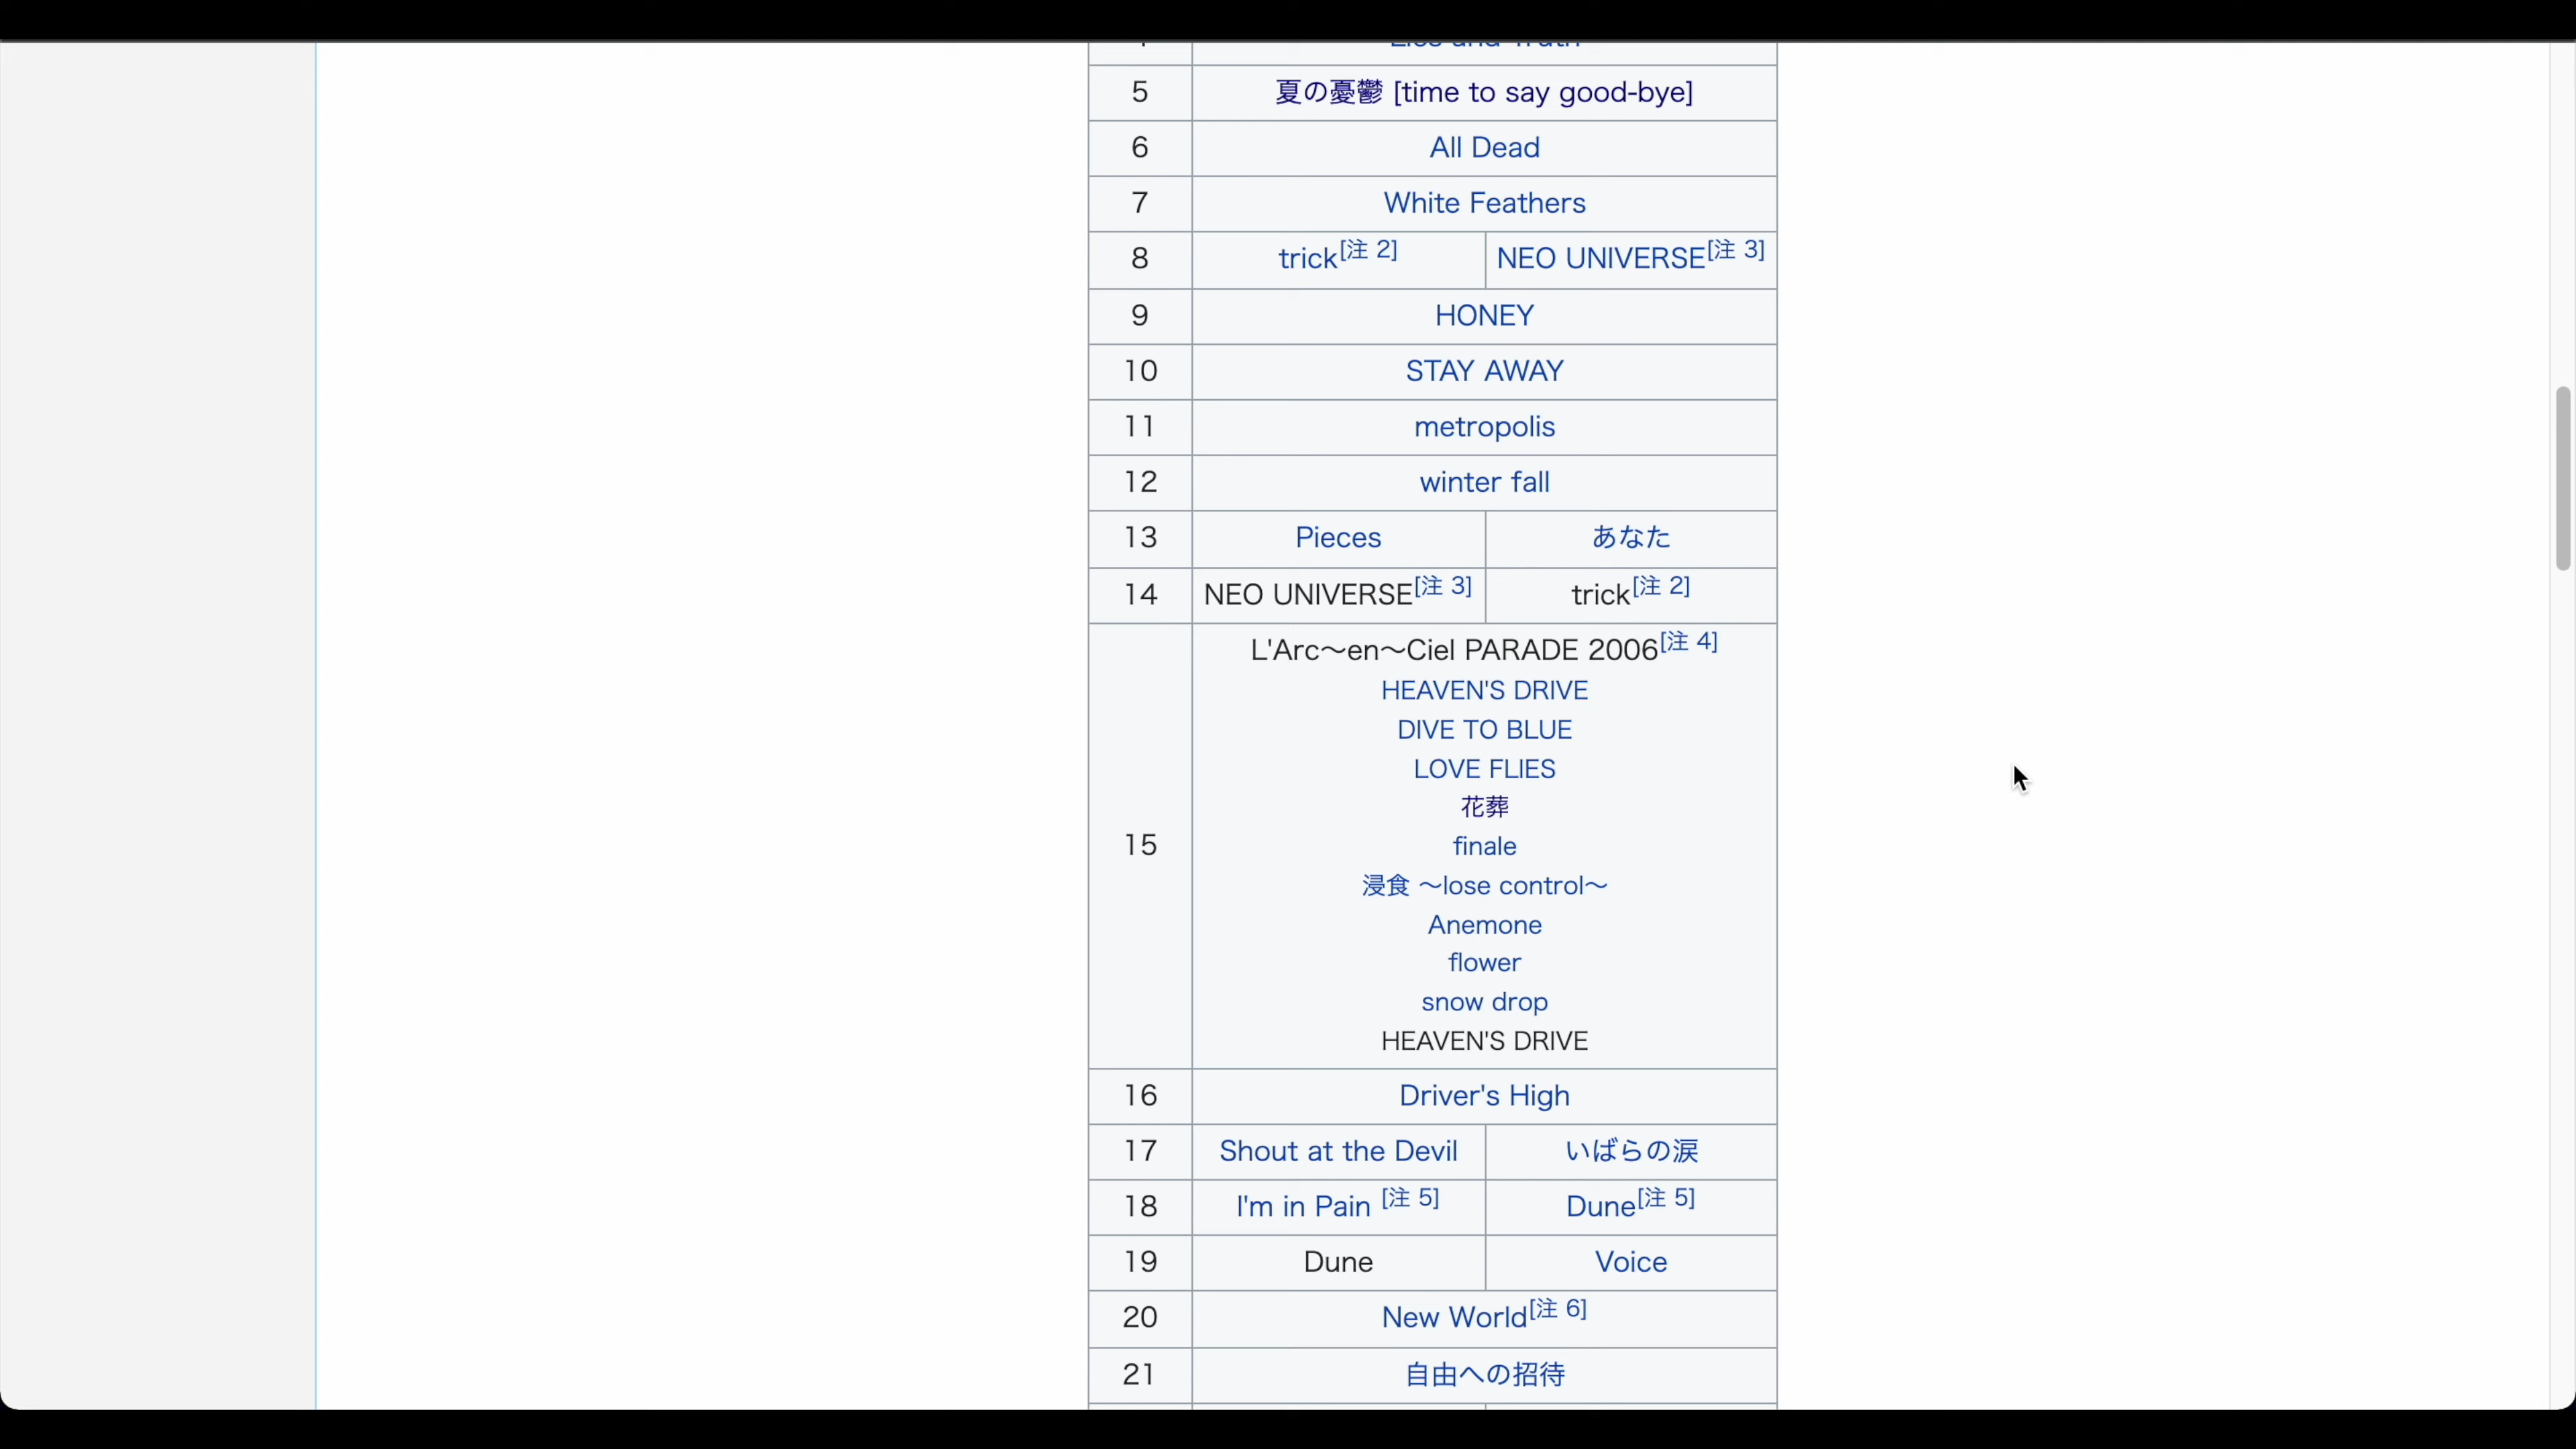 Lies and Truth
5 夏の憂鬱 [time to say good-bye]
6 All Dead
7 White Feathers
8 trick[注 2] NEO UNIVERSE[注 3]
9 HONEY
10 STAY AWAY
11 metropolis
12 winter fall
13 Pieces あなた
14 NEO UNIVERSE[注 3] trick[注 2]
L'Arc〜en〜Ciel PARADE 2006[注 4]
HEAVEN'S DRIVE
DIVE TO BLUE
LOVE FLIES
花葬
15 finale
浸食 〜lose control〜
Anemone
flower
snow drop
HEAVEN'S DRIVE
16 Driver's High
17 Shout at the Devil いばらの涙
18 I'm in Pain [注 5] Dune[注 5]
19 Dune Voice
20 New World[注 6]
21 自由への招待